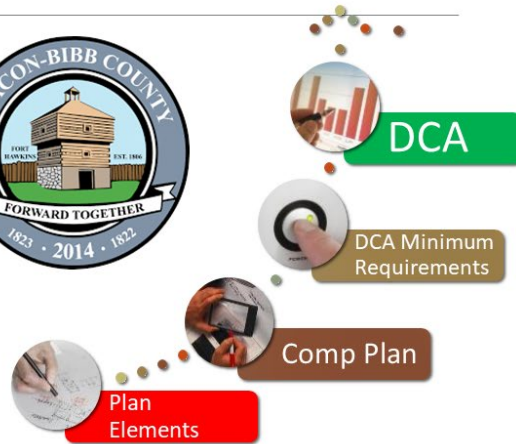 ACON-BIBB COUNTY
FORT
HAWKINS
EST. 1806
FORWARD TOGETHER
1823 · 2014 · 1822
DCA
DCA Minimum
Requirements
Comp Plan
Plan
Elements